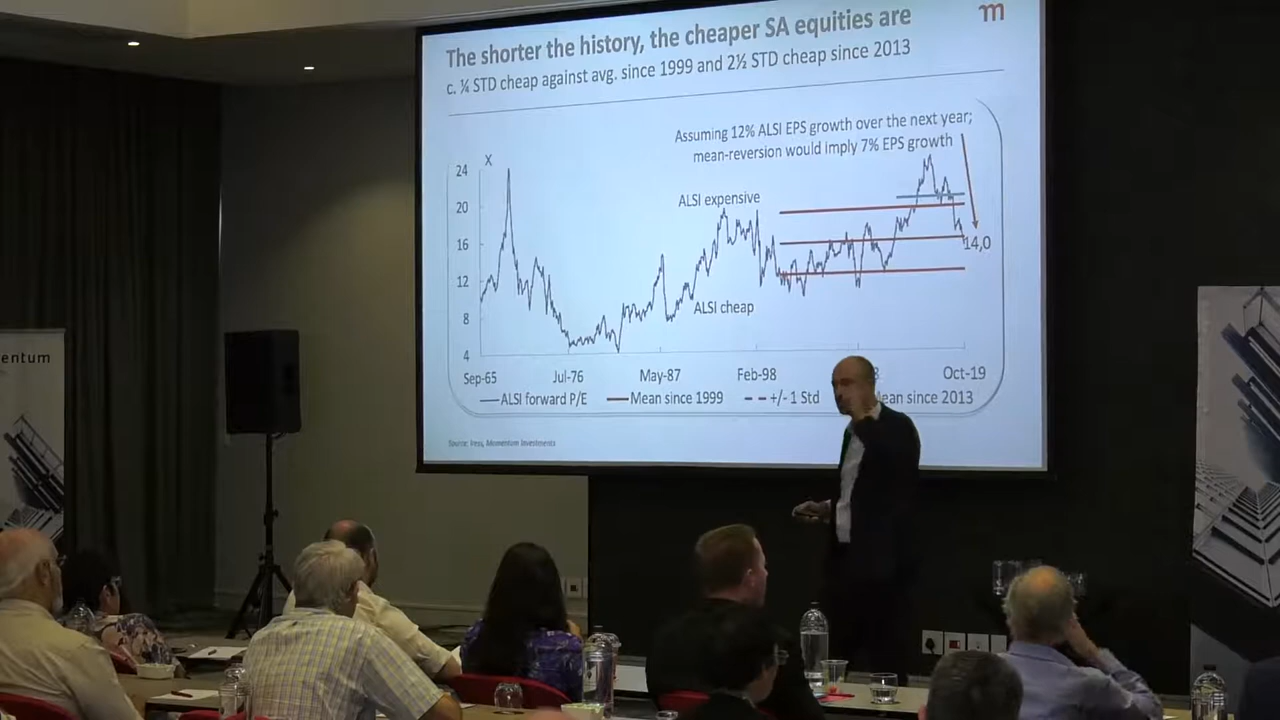 The shorter the history, the cheaper SA equities are
m
c. ¼ STD cheap against avg. since 1999 and 2½ STD cheap since 2013
Assuming 12% ALSI EPS growth over the next year;
mean-reversion would imply 7% EPS growth
X
24
20
16
12
8
4
ALSI expensive
ALSI cheap
14,0
Sep-65 Jul-76 May-87 Feb-98 Oct-19
ALSI forward P/E Mean since 1999 +/- 1 Std ean since 2013
Source: Iress, Momentum Investments
entum